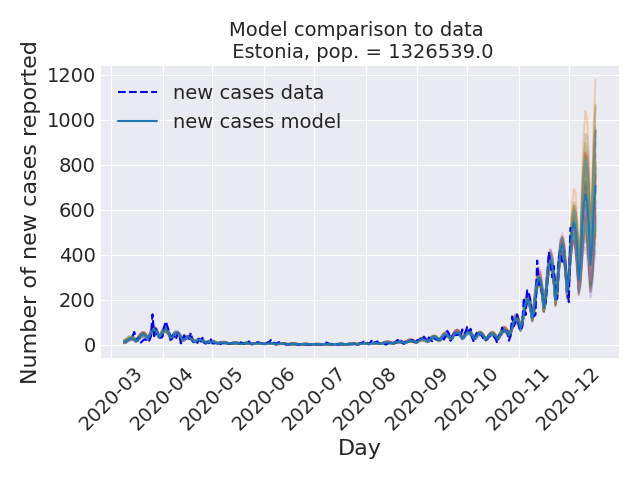 Model comparison to data
Estonia, pop. = 1326539.0
Number of new cases reported
1200
1000
800
600
400
200
0
new cases data
new cases model
2020-03
2020-04
2020-05
2020-06
2020-07
2020-08
2020-09
2020-10
2020-11
2020-12
Day